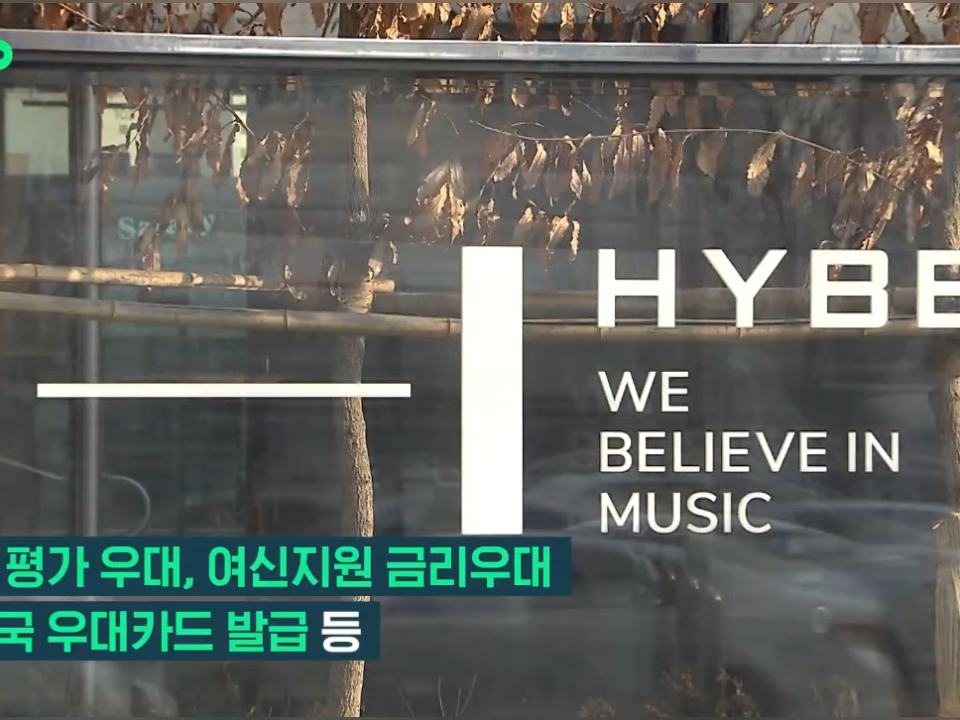 HYBE
WE
BELIEVE IN
MUSIC
평가 우대, 여신지원 금리우대
국 우대카드 발급 등